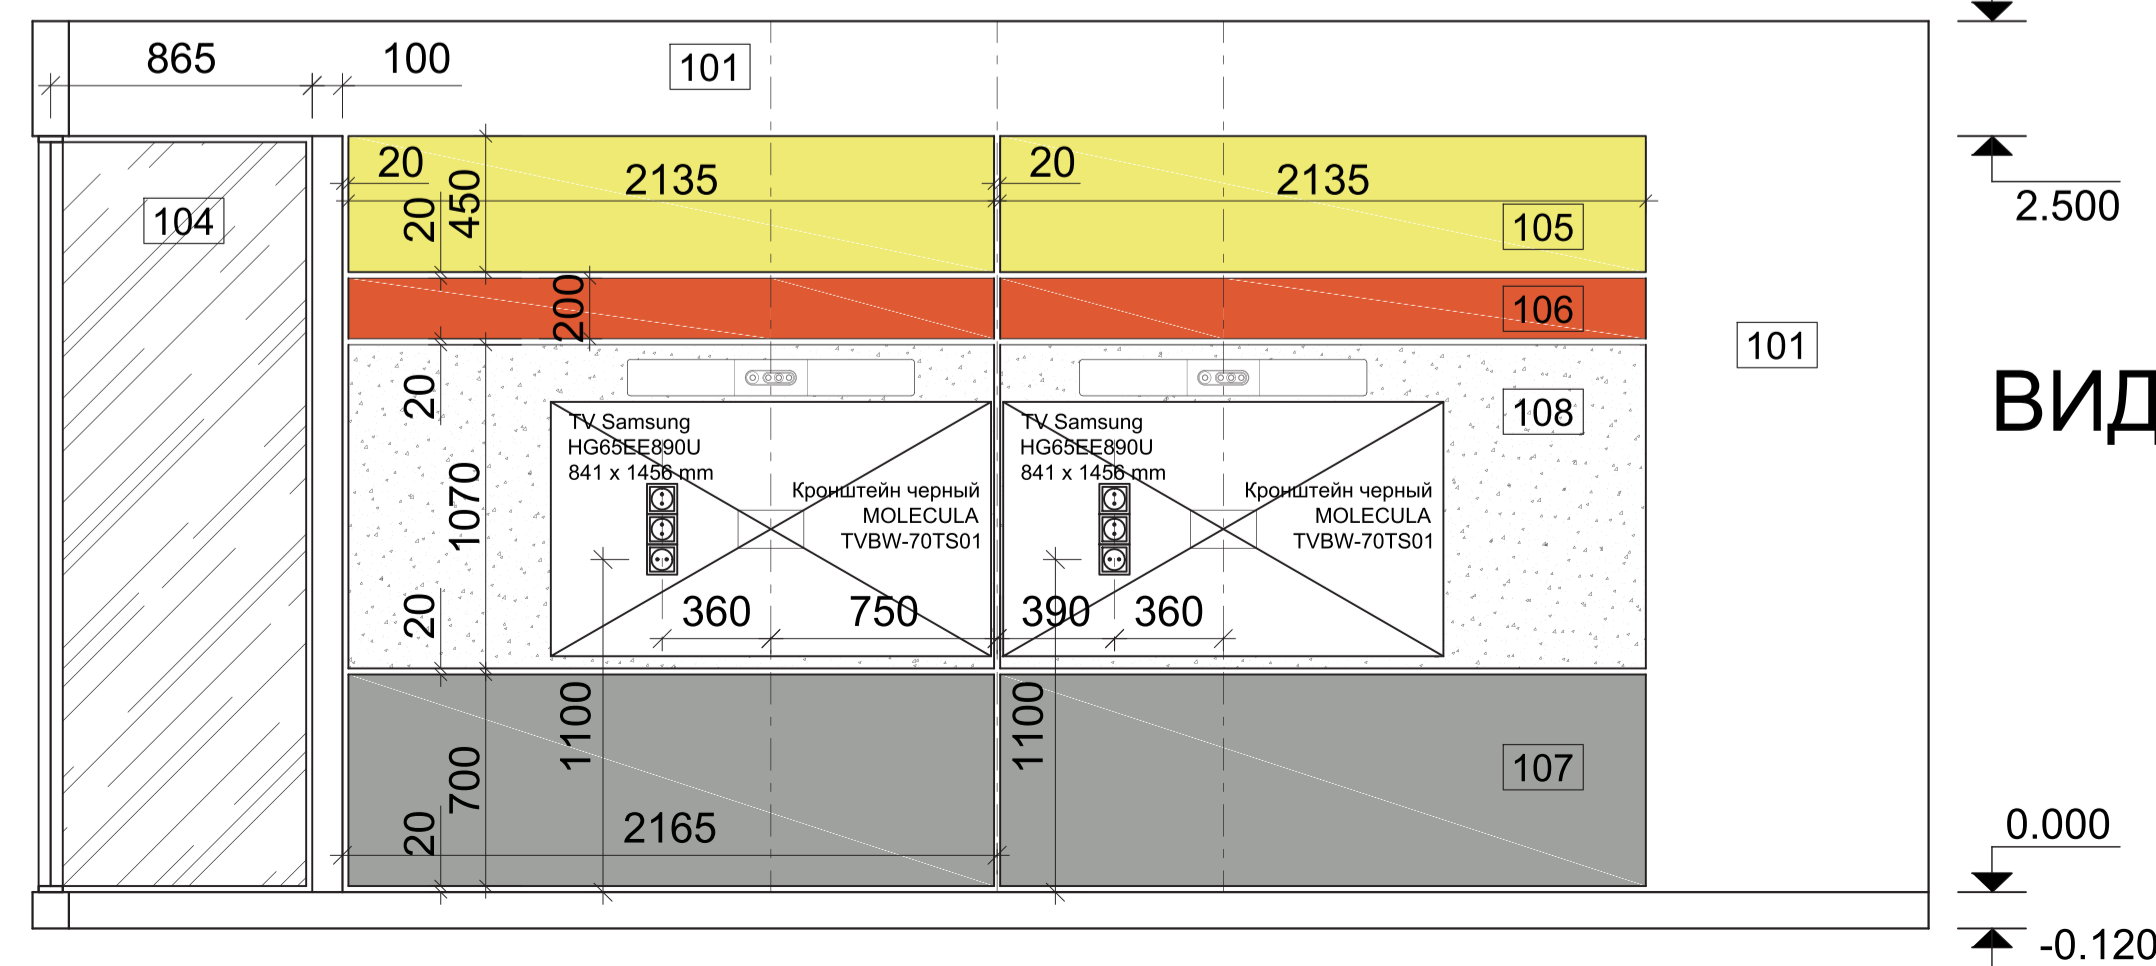 865
100
101
2.500
20
2135
20
2135
450
20
104
105
200
106
101
20
108
ВИД
TV Samsung
HG65EE890U
841 x 1456 mm
TV Samsung
HG65EE890U
841 x 1456 mm
Кронштейн черный
MOLECULA
TVBW-70TS01
Кронштейн черный
MOLECULA
TVBW-70TS01
1070
20
360
750
390
360
1100
1100
700
107
20
2165
0.000
-0.120